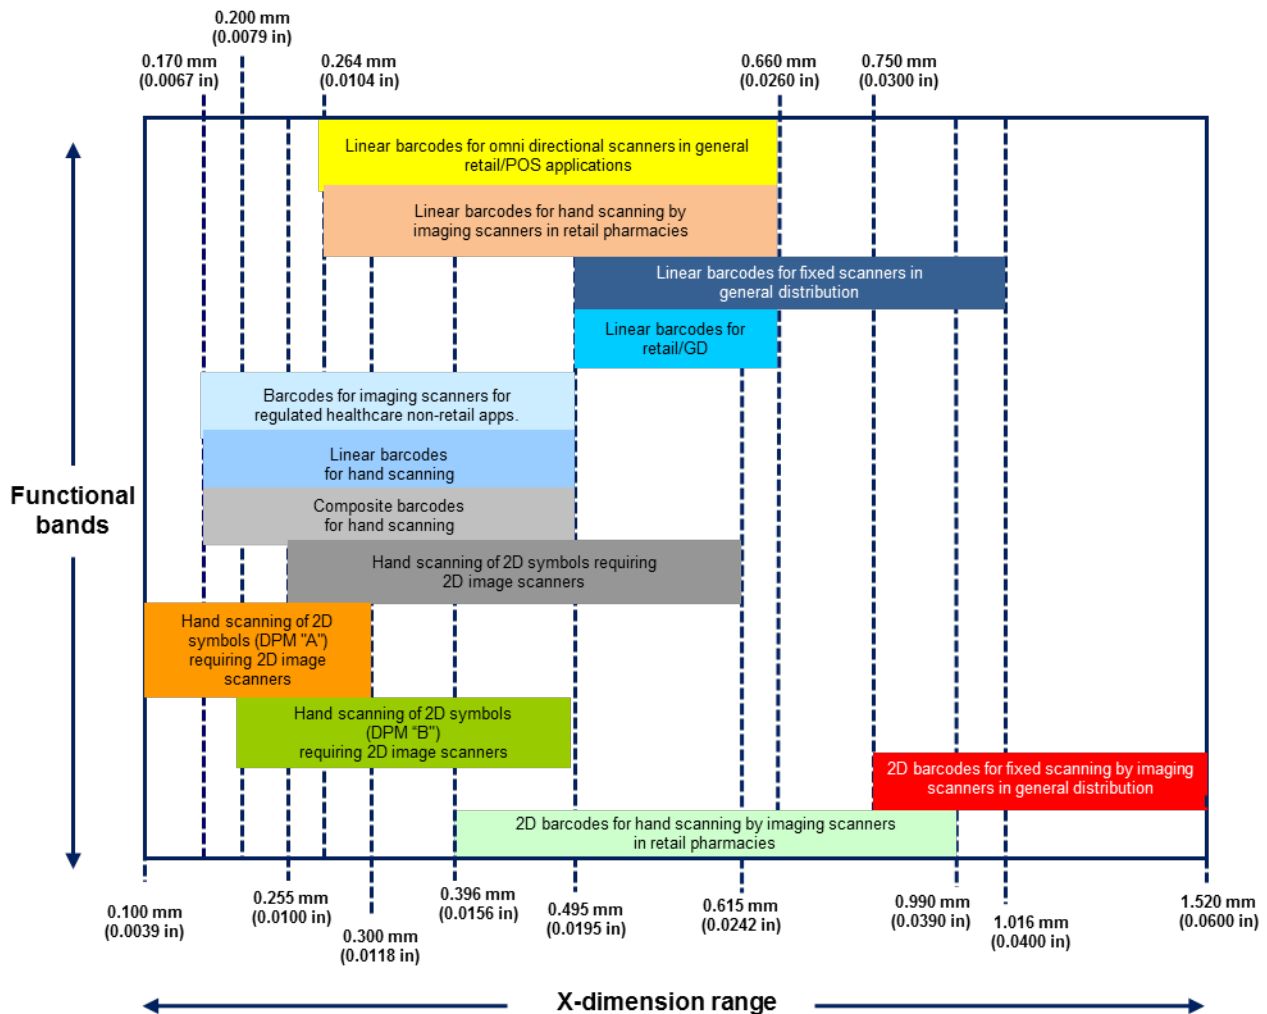 0.200 mm
(0.0079 in)
0.170 mm
(0.0067 in)
0.264 mm
(0.0104 in)
0.660 mm
(0.0260 in)
0.750 mm
(0.0300 in)
Linear barcodes for omni directional scanners in general
retail/POS applications
Linear barcodes for hand scanning by
imaging scanners in retail pharmacies
Linear barcodes for fixed scanners in
general distribution
Linear barcodes for
retail/GD
Barcodes for imaging scanners for
regulated healthcare non-retail apps.
Linear barcodes
for hand scanning
Functional
bands
Composite barcodes
for hand scanning
Hand scanning of 2D symbols requiring
2D image scanners
Hand scanning of 2D
symbols (DPM "A")
requiring 2D image
scanners
Hand scanning of 2D symbols
(DPM “B")
requiring 2D image scanners
2D barcodes for fixed scanning by imaging
scanners in general distribution
2D barcodes for hand scanning by imaging scanners
in retail pharmacies
0.100 mm
(0.0039 in)
0.255 mm
(0.0100 in)
0.300 mm
(0.0118 in)
0.396 mm
(0.0156 in)
0.495 mm
(0.0195 in)
0.615 mm
(0.0242 in)
0.990 mm
(0.0390 in)
1.016 mm
(0.0400 in)
1.520 mm
(0.0600 in)
X-dimension range